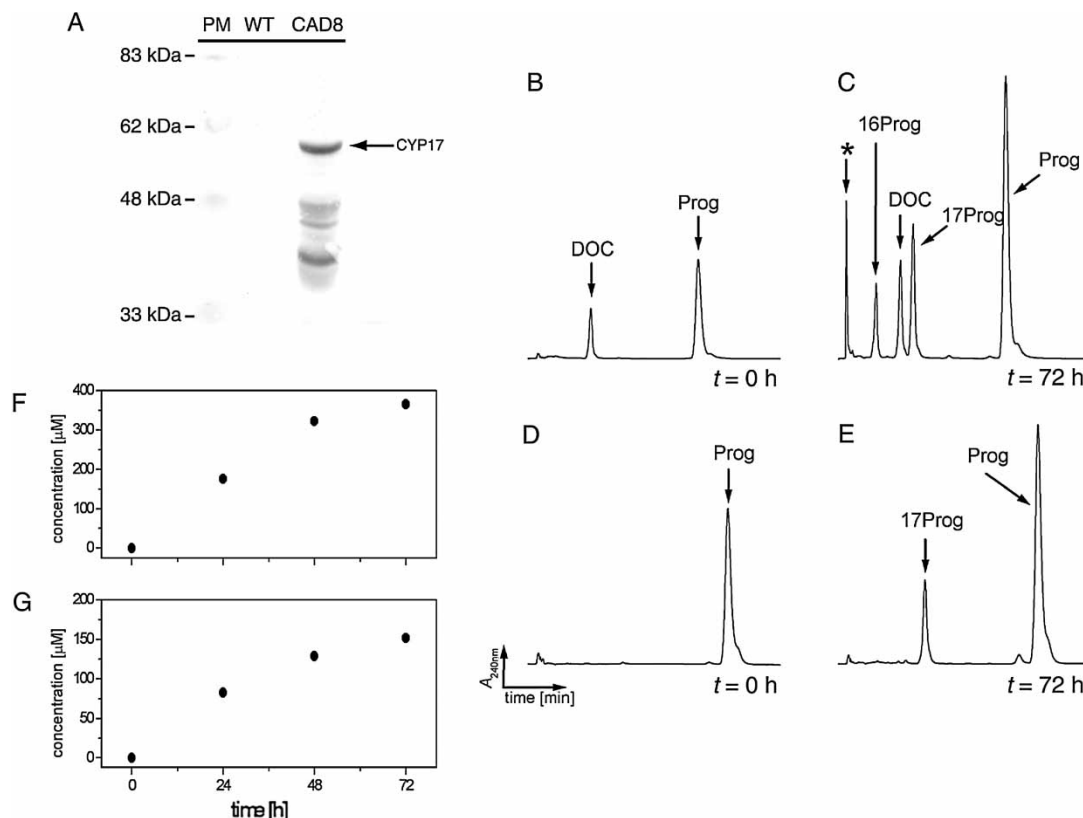 A
PM WT CAD8
83 kDa
62 kDa
48 kDa
33 kDa
CYP17
B
DOC
Prog
t = 0 h
C
*
16Prog
DOC
17Prog
Prog
t = 72 h
D
Prog
A240nm
time [min]
t = 0 h
E
17Prog
Prog
t = 72 h
F
concentration [µM]
400
300
200
300
400
100
0
G
concentration [µM]
200
150
100
50
0
0 24 48 72
time [h]